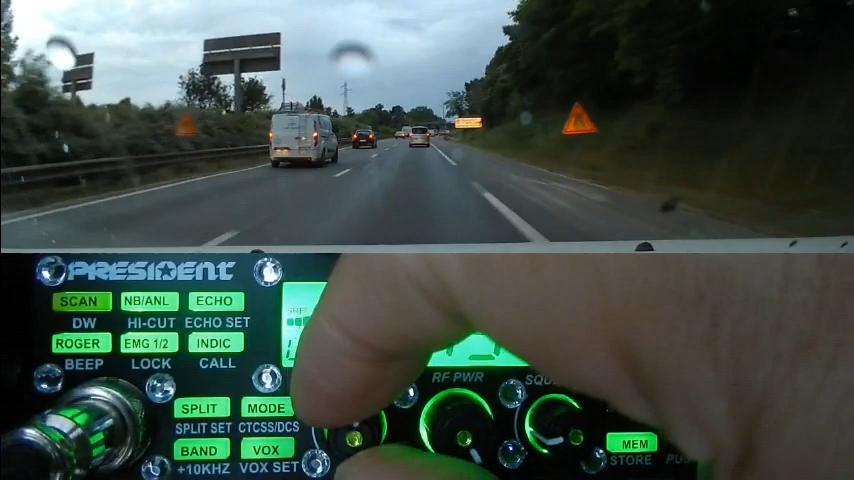 PRESIDENT
SCAN NB/ANL ECHO
DW HI-CUT ECHO SET
ROGER EMG 1/2 INDIC
BEEP LOCK CALL
RF PWR
SPLIT MODE
SPLIT SET CTCSS/DCS
BAND VOX
+10KHZ VOX SET
MEM
STORE